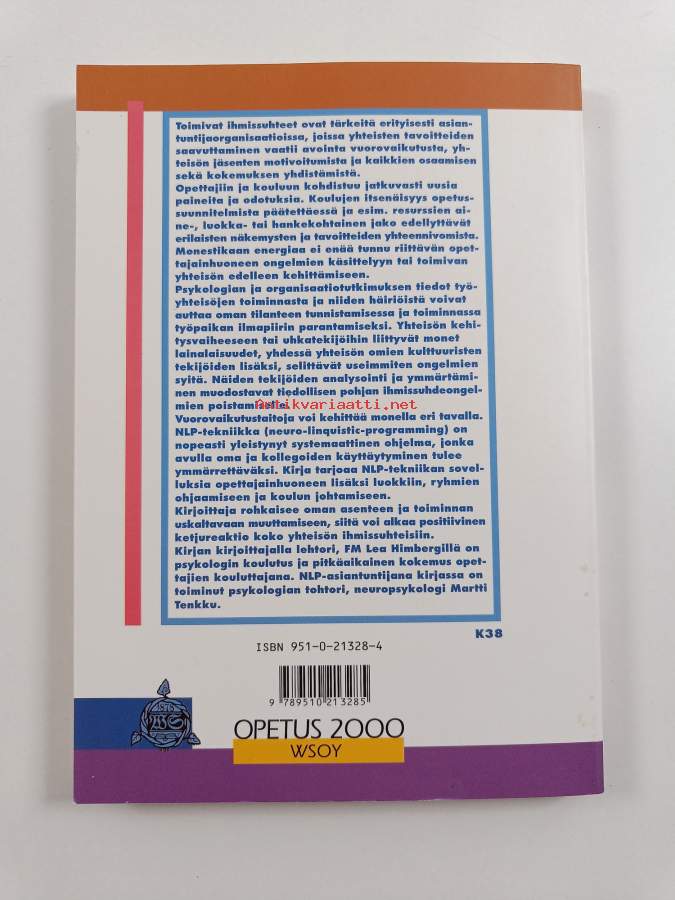 Toimivat ihmissuhteet ovat tärkeitä erityisesti asian-
tuntijaorganisaatioissa, joissa yhteisten tavoitteiden
saavuttaminen vaatii avointa vuorovaikutusta, yh-
teisön jäsenten motivoitumista ja kaikkien osaamisen
sekä kokemuksen yhdistämistä.
Opettajiin ja kouluun kohdistuu jatkuvasti uusia
paineita ja odotuksia. Koulujen itsenäisyys opetus-
suunnitelmista päätettäessä ja esim. resurssien ai-
ne-, luokka- tai hankekohtainen jako edellyttävät
erilaisten näkemysten ja tavoitteiden yhteennivomista.
Monestikaan energiaa ei enää tunnu riittävän opet-
tajainhuoneen ongelmien käsittelyyn tai toimivan
yhteisön edelleen kehittämiseen.
Psykologian ja organisaatiotutkimuksen tiedot työ-
yhteisöjen toiminnasta ja niiden häiriöistä voivat
auttaa oman tilanteen tunnistamisessa ja toiminnassa
työpaikan ilmapiirin parantamiseksi. Yhteisön kehi-
tysvaiheeseen tai uhkatekijöihin liittyvät monet
lainalaisuudet, yhdessä yhteisön omien kulttuuristen
tekijöiden lisäksi, selittävät useimmiten ongelmien
syitä. Näiden tekijöiden analysointi ja ymmärtämi-
nen muodostavat tiedollisen pohjan ihmissuhdeongel-
mien poistamiselle.
Antikvariaatti.net
Vuorovaikutustaitoja voi kehittää monella eri tavalla.
NLP-tekniikka (neuro-linquistic-programming) on
nopeasti yleistynyt systemaattinen ohjelma, jonka
avulla oma ja kollegoiden käyttäytyminen tulee
ymmärrettäväksi. Kirja tarjoaa NLP-tekniikan sovel-
luksia opettajainhuoneen lisäksi luokkiin, ryhmien
ohjaamiseen ja koulun johtamiseen.
Kirjoittaja rohkaisee oman asenteen ja toiminnan
uskaltavaan muuttamiseen, siitä voi alkaa positiivinen
ketjureaktio koko yhteisön ihmissuhteisiin.
Kirjan kirjoittajalla lehtori, FM Lea Himbergillä on
psykologin koulutus ja pitkäaikainen kokemus opet-
tajien kouluttajana. NLP-asiantuntijana kirjassa on
toiminut psykologian tohtori, neuropsykologi Martti
Tenkku.
K38
ISBN 951-0-21328-4
9 789510 213285
WS
OPETUS 2000
WSOY